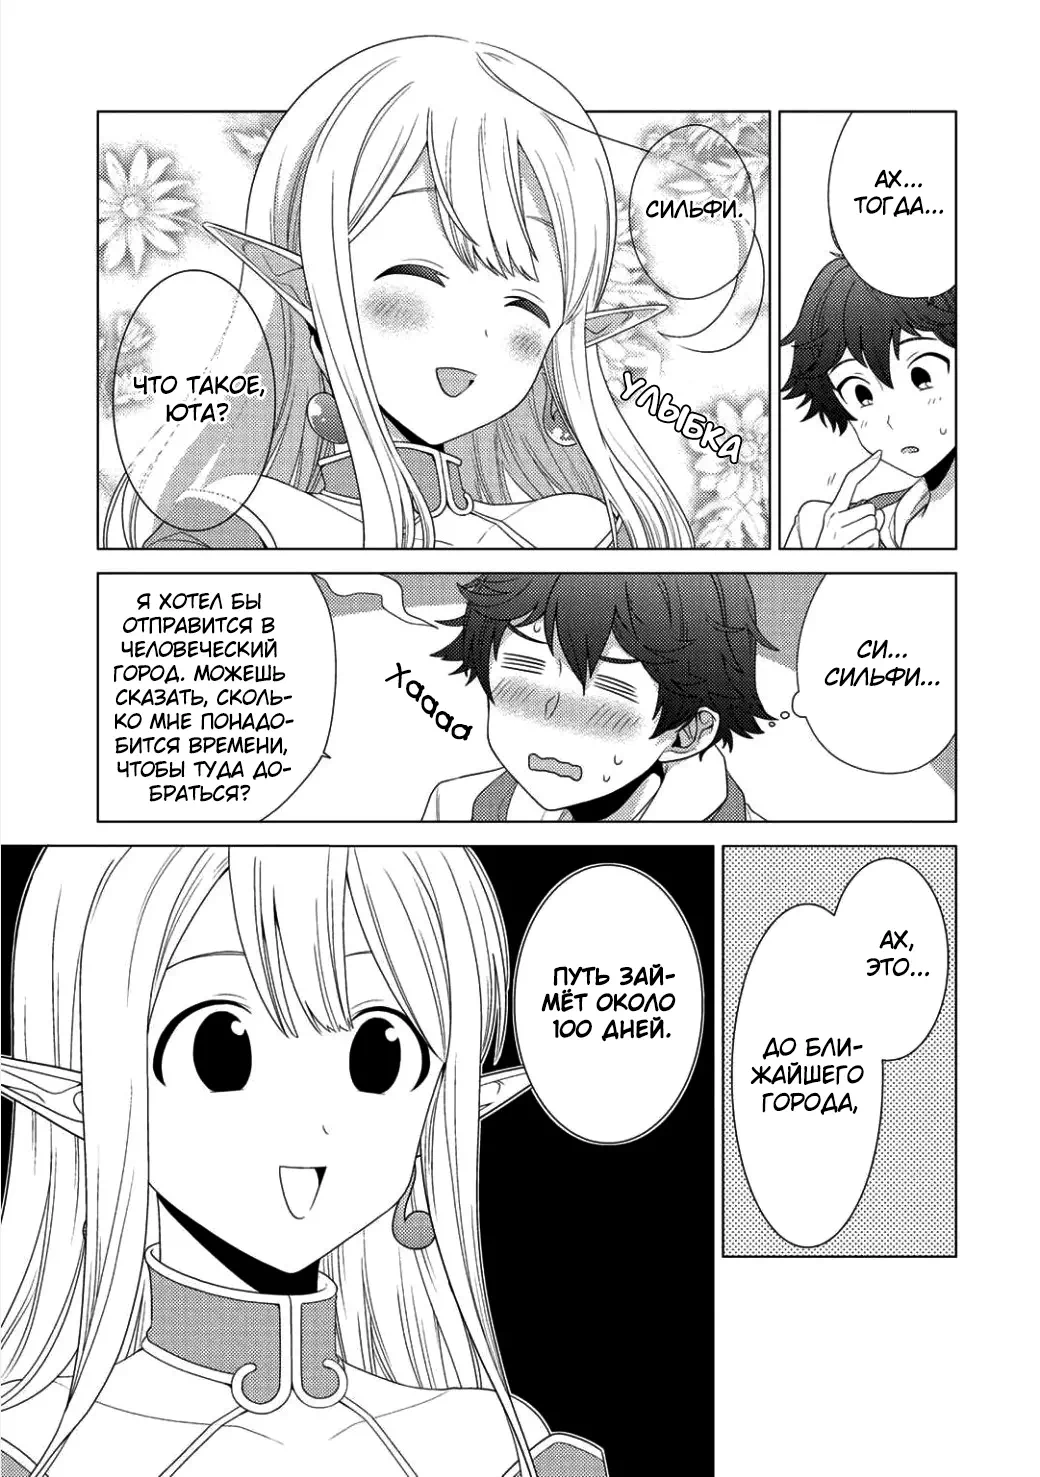 АХ...
ТОГДА...
СИЛЬФИ.
ЧТО ТАКОЕ,
ЮТА?
УЛЫБКА
СИ...
СИЛЬФИ...
Хаааа
Я ХОТЕЛ БЫ
ОТПРАВИТСЯ В
ЧЕЛОВЕЧЕСКИЙ
ГОРОД. МОЖЕШЬ
СКАЗАТЬ, СКОЛЬ-
КО МНЕ ПОНАДО-
БИТСЯ ВРЕМЕНИ,
ЧТОБЫ ТУДА ДО-
БРАТЬСЯ?
АХ,
ЭТО...
ДО БЛИ-
ЖАЙШЕГО
ГОРОДА,
ПУТЬ ЗАЙ-
МЁТ ОКОЛО
100 ДНЕЙ.